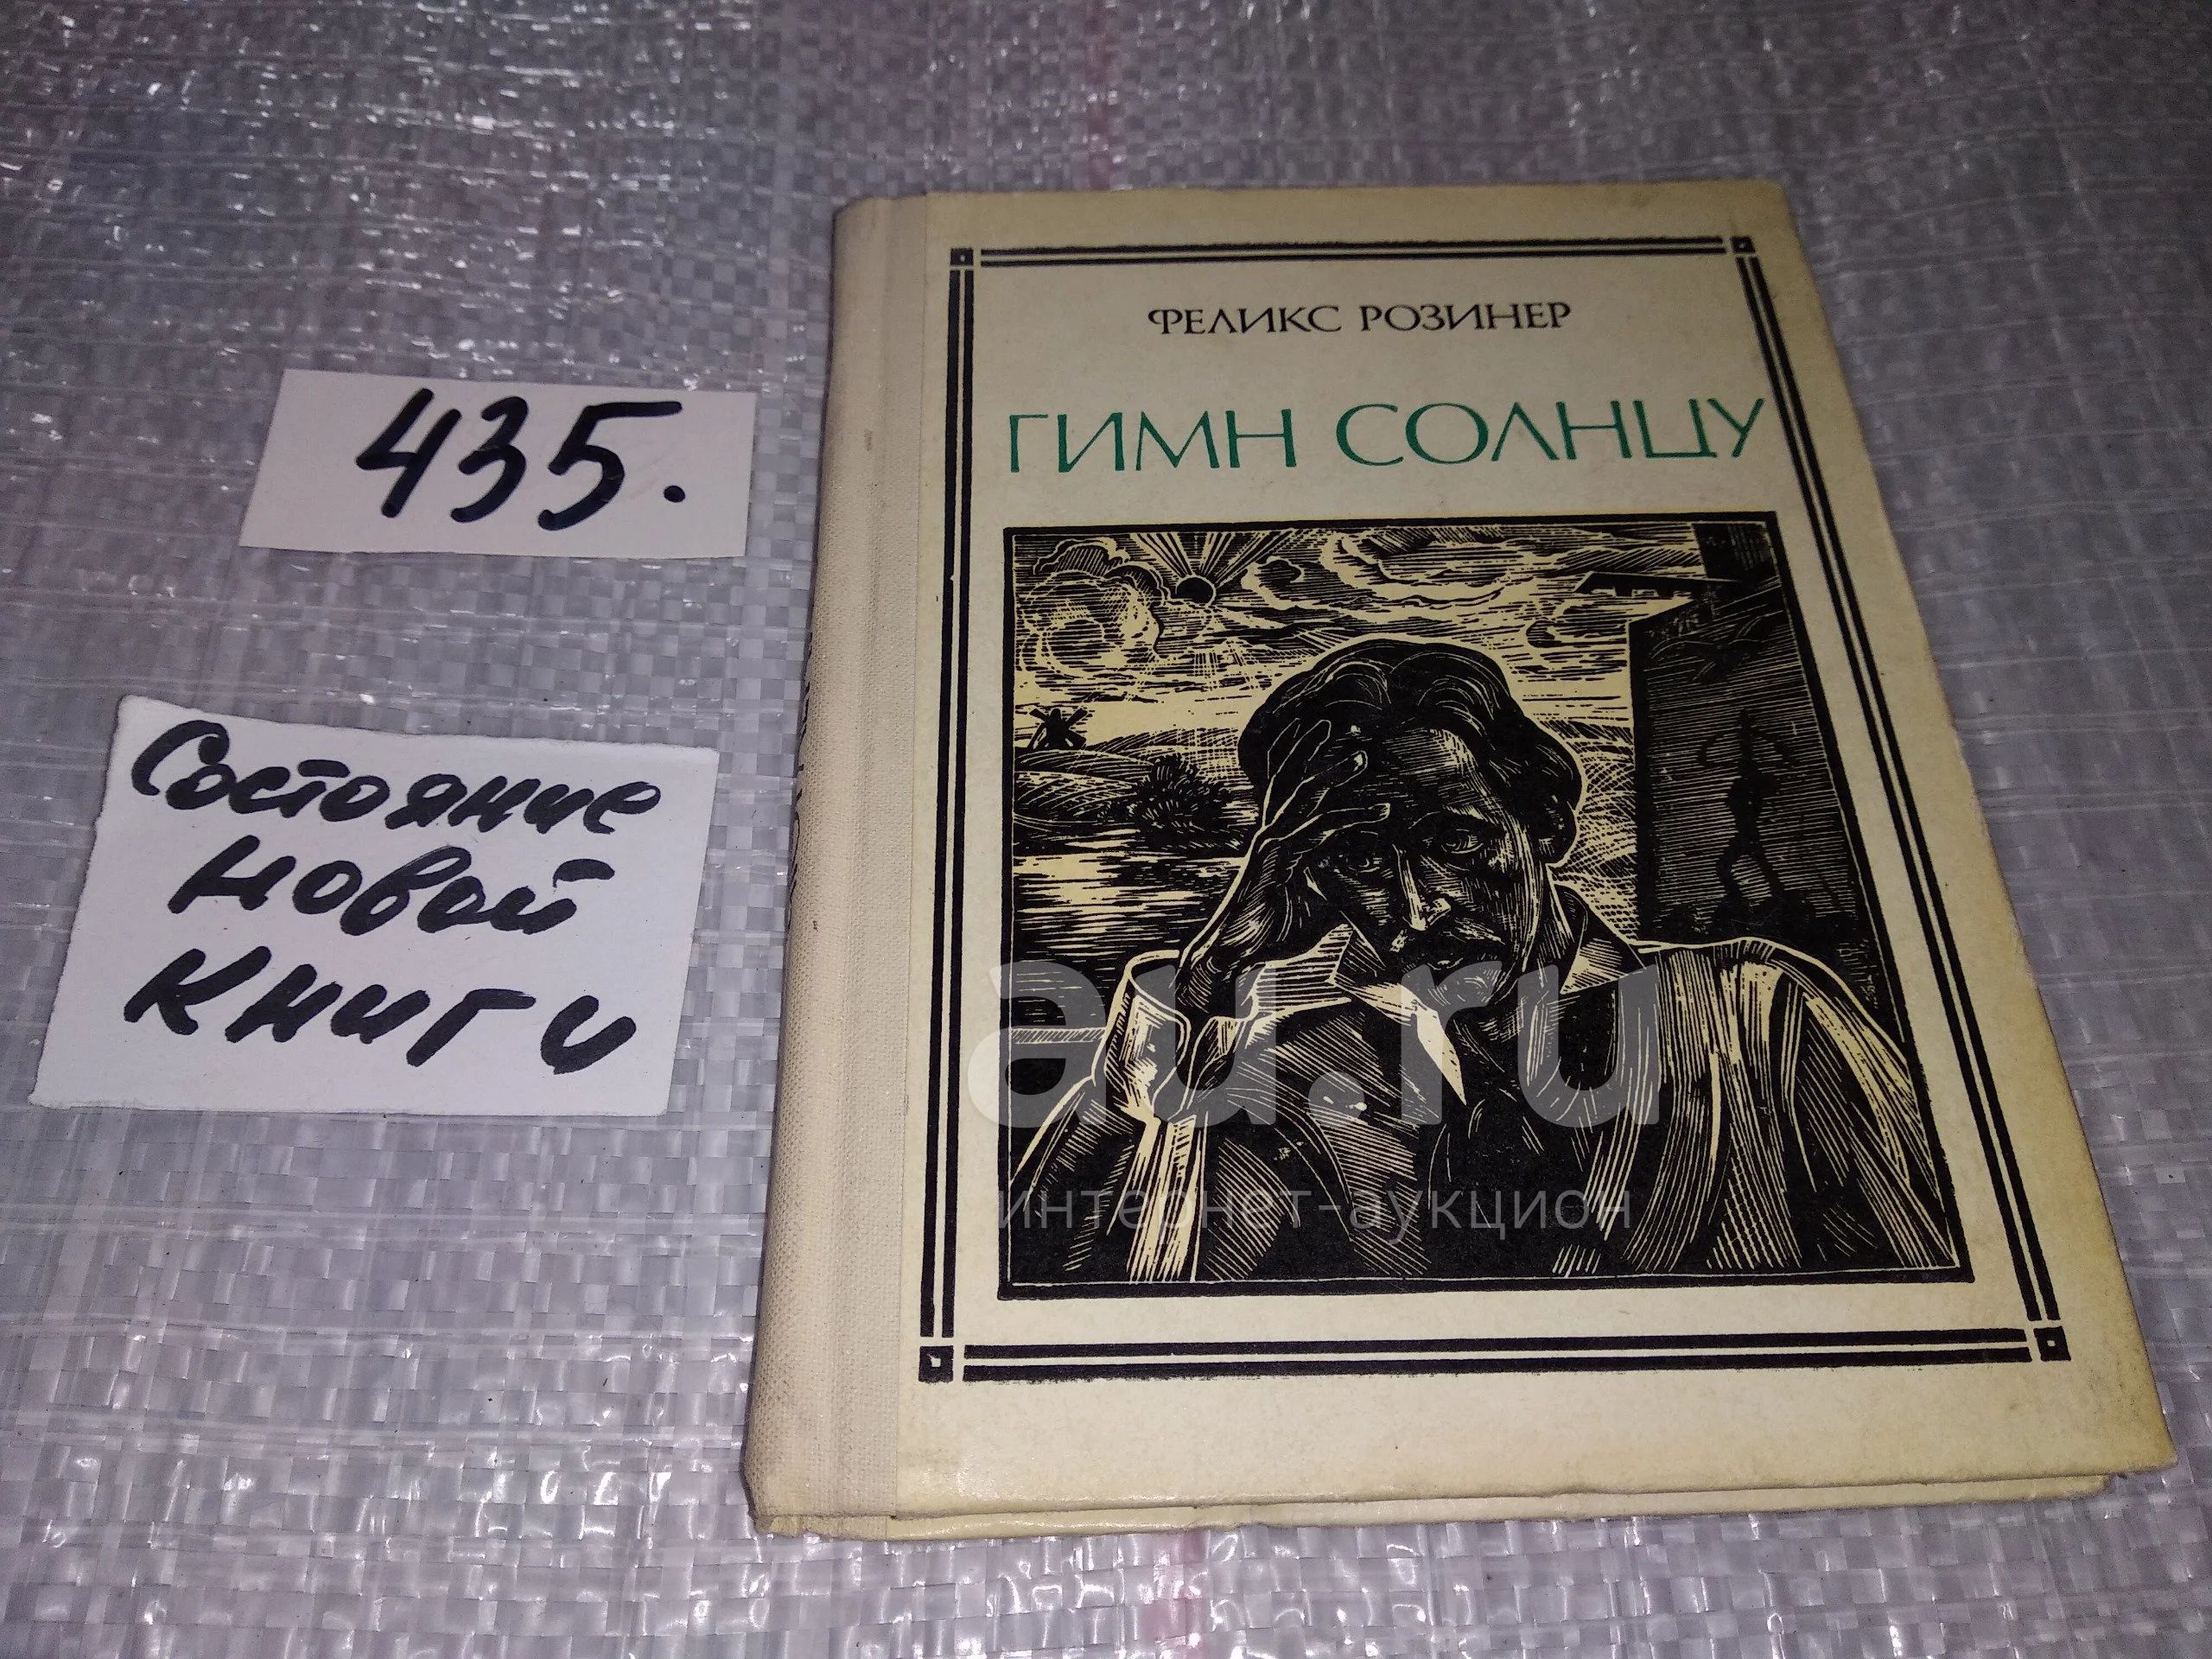 435.
Состояние
новой
книги
ФЕЛИКС РОЗИНЕР
ГИМН СОЛНЦУ
au.ru
интернет-аукцион